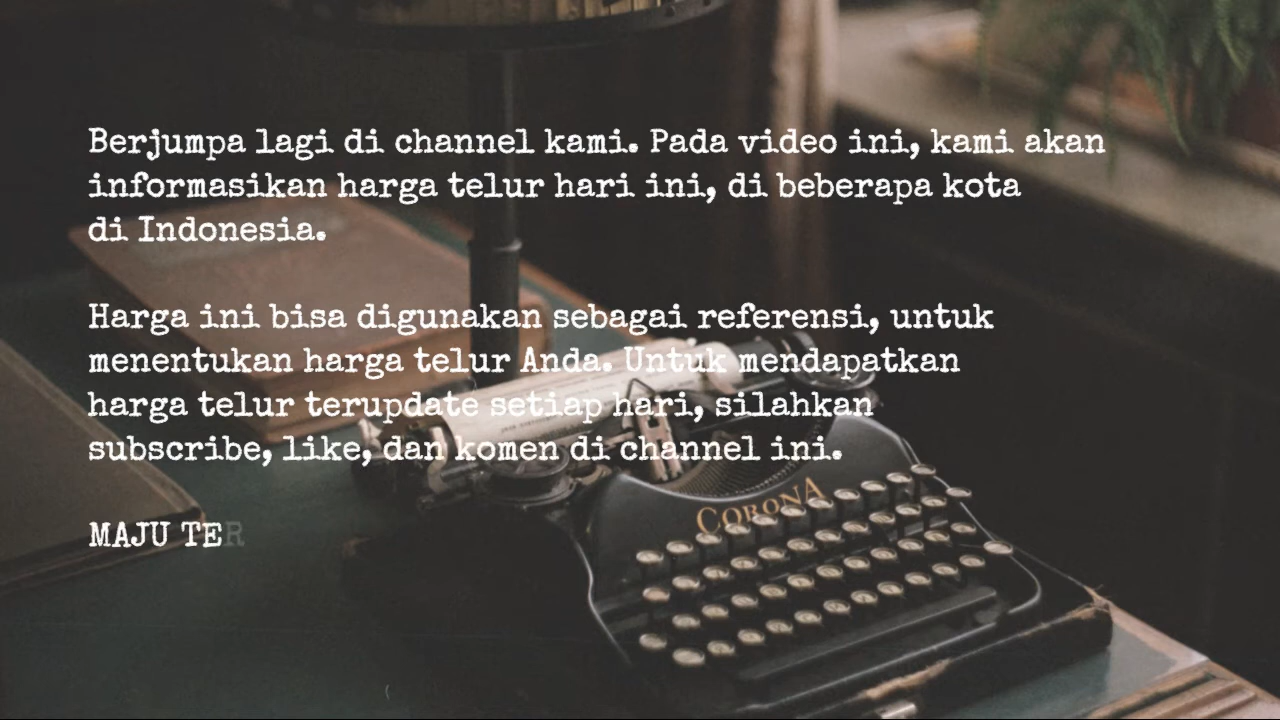 Berjumpa lagi di channel kami. Pada video ini, kami akan
informasikan harga telur hari ini, di beberapa kota
di Indonesia.
Harga ini bisa digunakan sebagai referensi, untuk
menentukan harga telur Anda. Untuk mendapatkan
harga telur terupdate setiap hari, silahkan
subscribe, like, dan komen di channel ini.
MAJU TER
CORONA